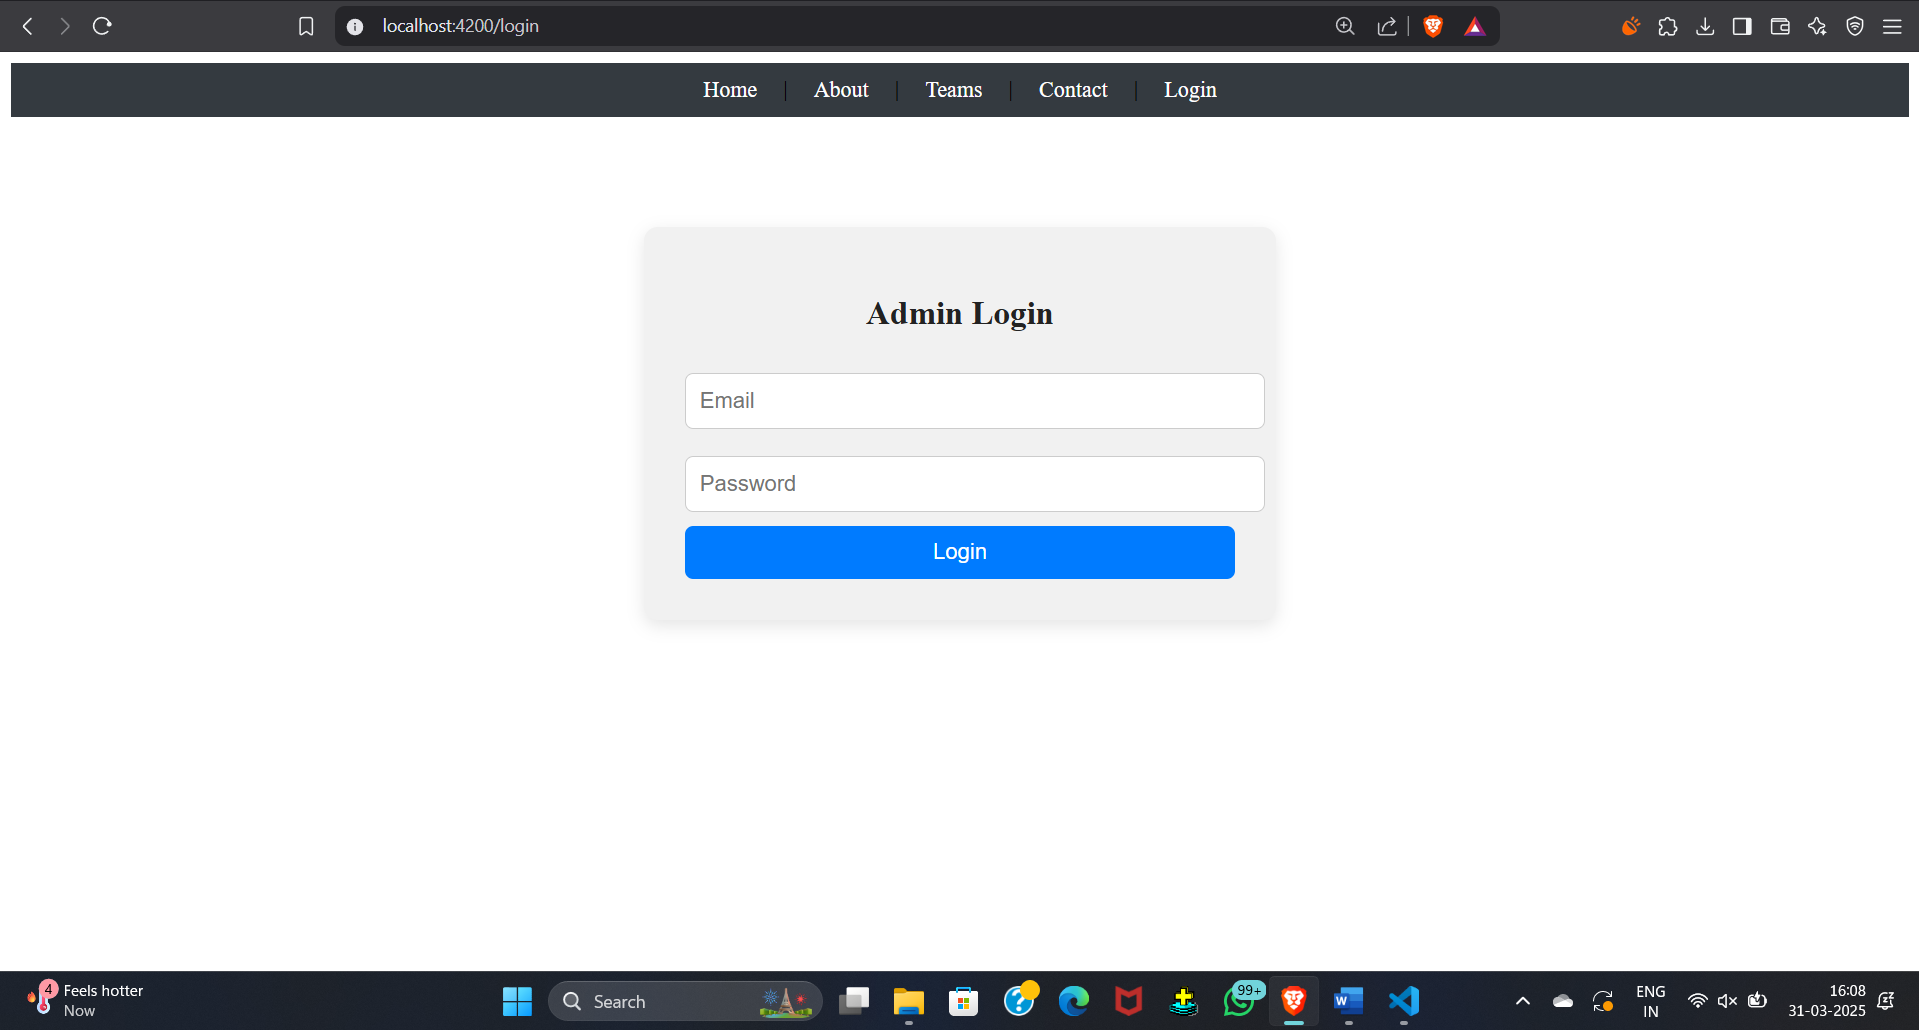 localhost:4200/login
Home | About | Teams | Contact | Login
Admin Login
Email
Password
Login
4
Feels hotter
Now
Search
99+
W
ENG
IN
16:08
31-03-2025